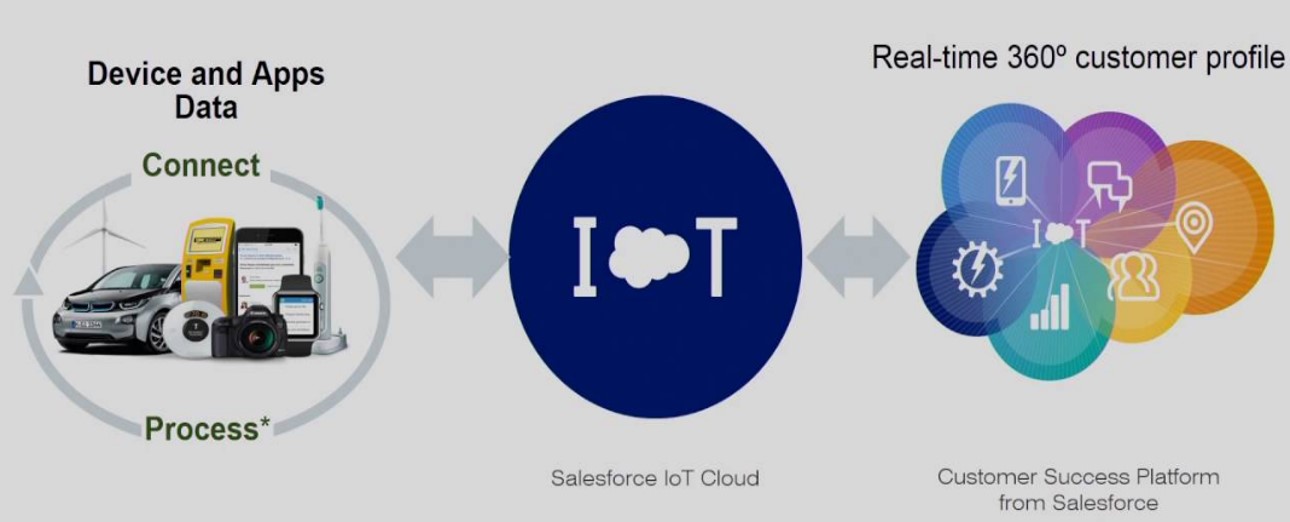 Device and Apps
Data
Connect
Process*
IoT
Salesforce IoT Cloud
Real-time 360º customer profile
I T
Customer Success Platform
from Salesforce